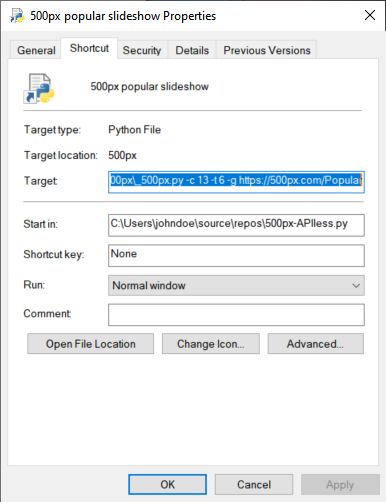 500px popular slideshow Properties
General Shortcut Security Details Previous Versions
500px popular slideshow
Target type: Python File
Target location: 500px
Target: 00px\_500px.py -c 13 -t 6 -g https://500px.com/Popular
Start in: C:\Users\johndoe\source\repos\500px-APIless.py
Shortcut key: None
Run: Normal window
Comment:
Open File Location Change Icon... Advanced...
OK Cancel Apply